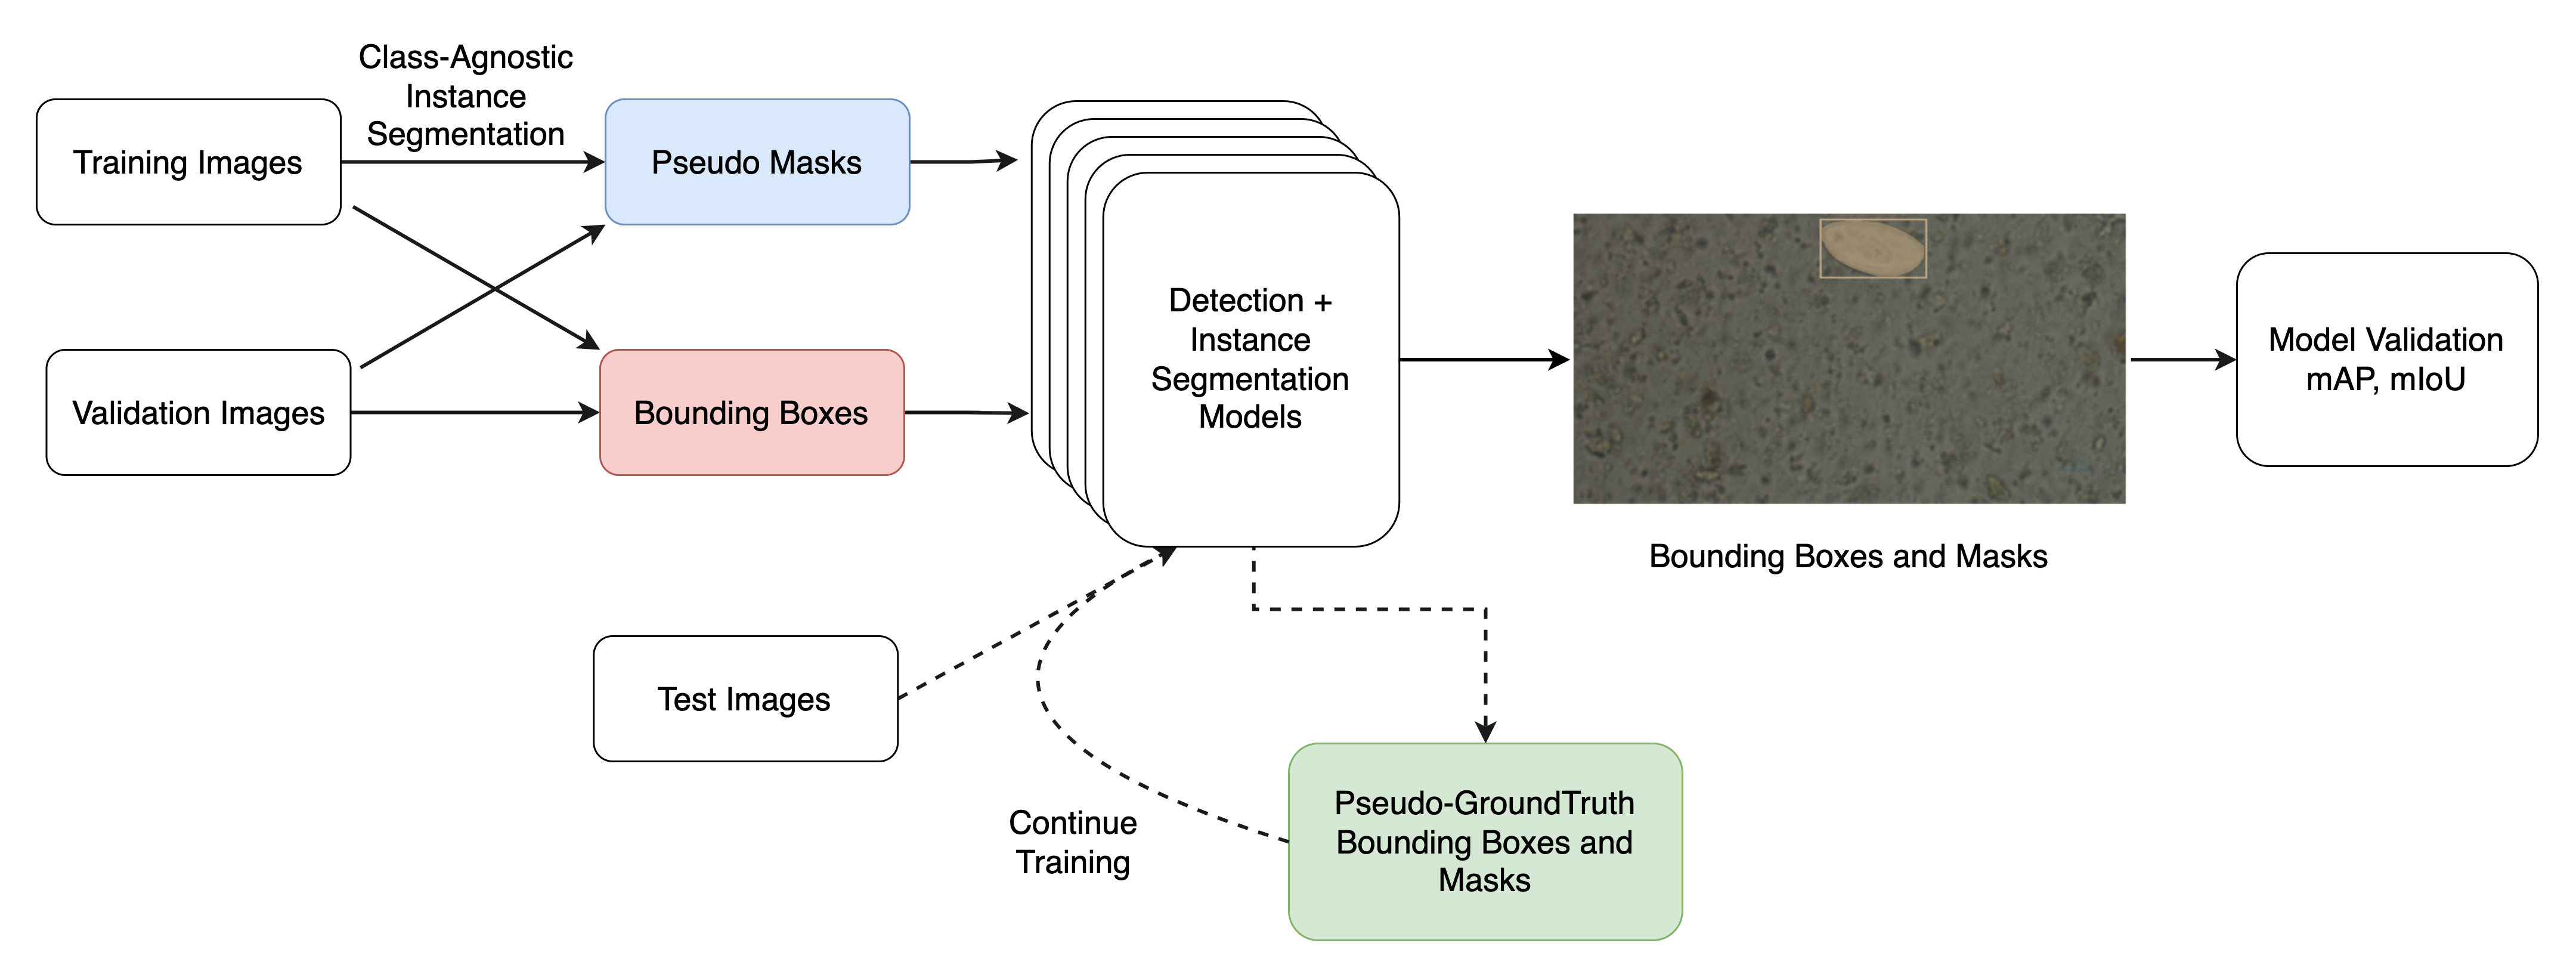 Class-Agnostic
Instance
Segmentation
Training Images
Pseudo Masks
Validation Images
Bounding Boxes
Detection +
Instance
Segmentation
Models
Bounding Boxes and Masks
Model Validation
mAP, mIoU
Test Images
Continue
Training
Pseudo-GroundTruth
Bounding Boxes and
Masks